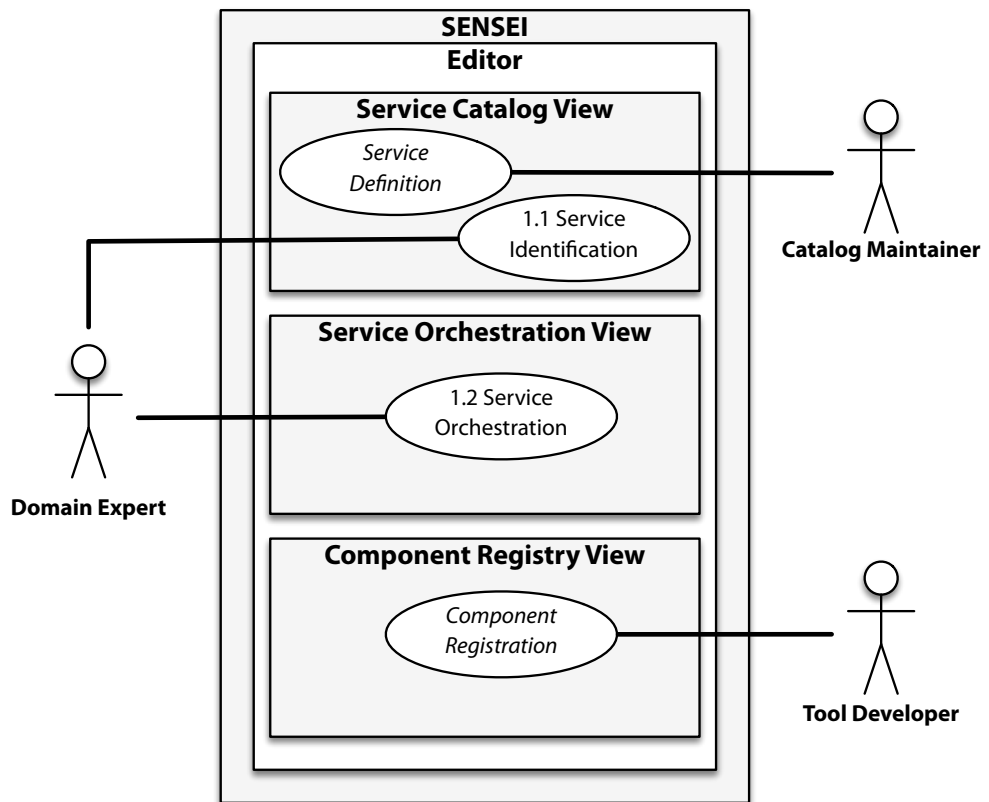 SENSEI
Editor
Service Catalog View
Service
Definition
1.1 Service
Identification
Catalog Maintainer
Service Orchestration View
1.2 Service
Orchestration
Domain Expert
Component Registry View
Component
Registration
Tool Developer